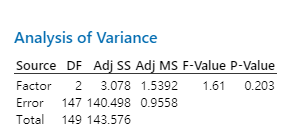 Analysis of Variance
Source DF Adj SS Adj MS F-Value P-Value
Factor 2 3.078 1.5392 1.61 0.203
Error 147 140.498 0.9558
Total 149 143.576